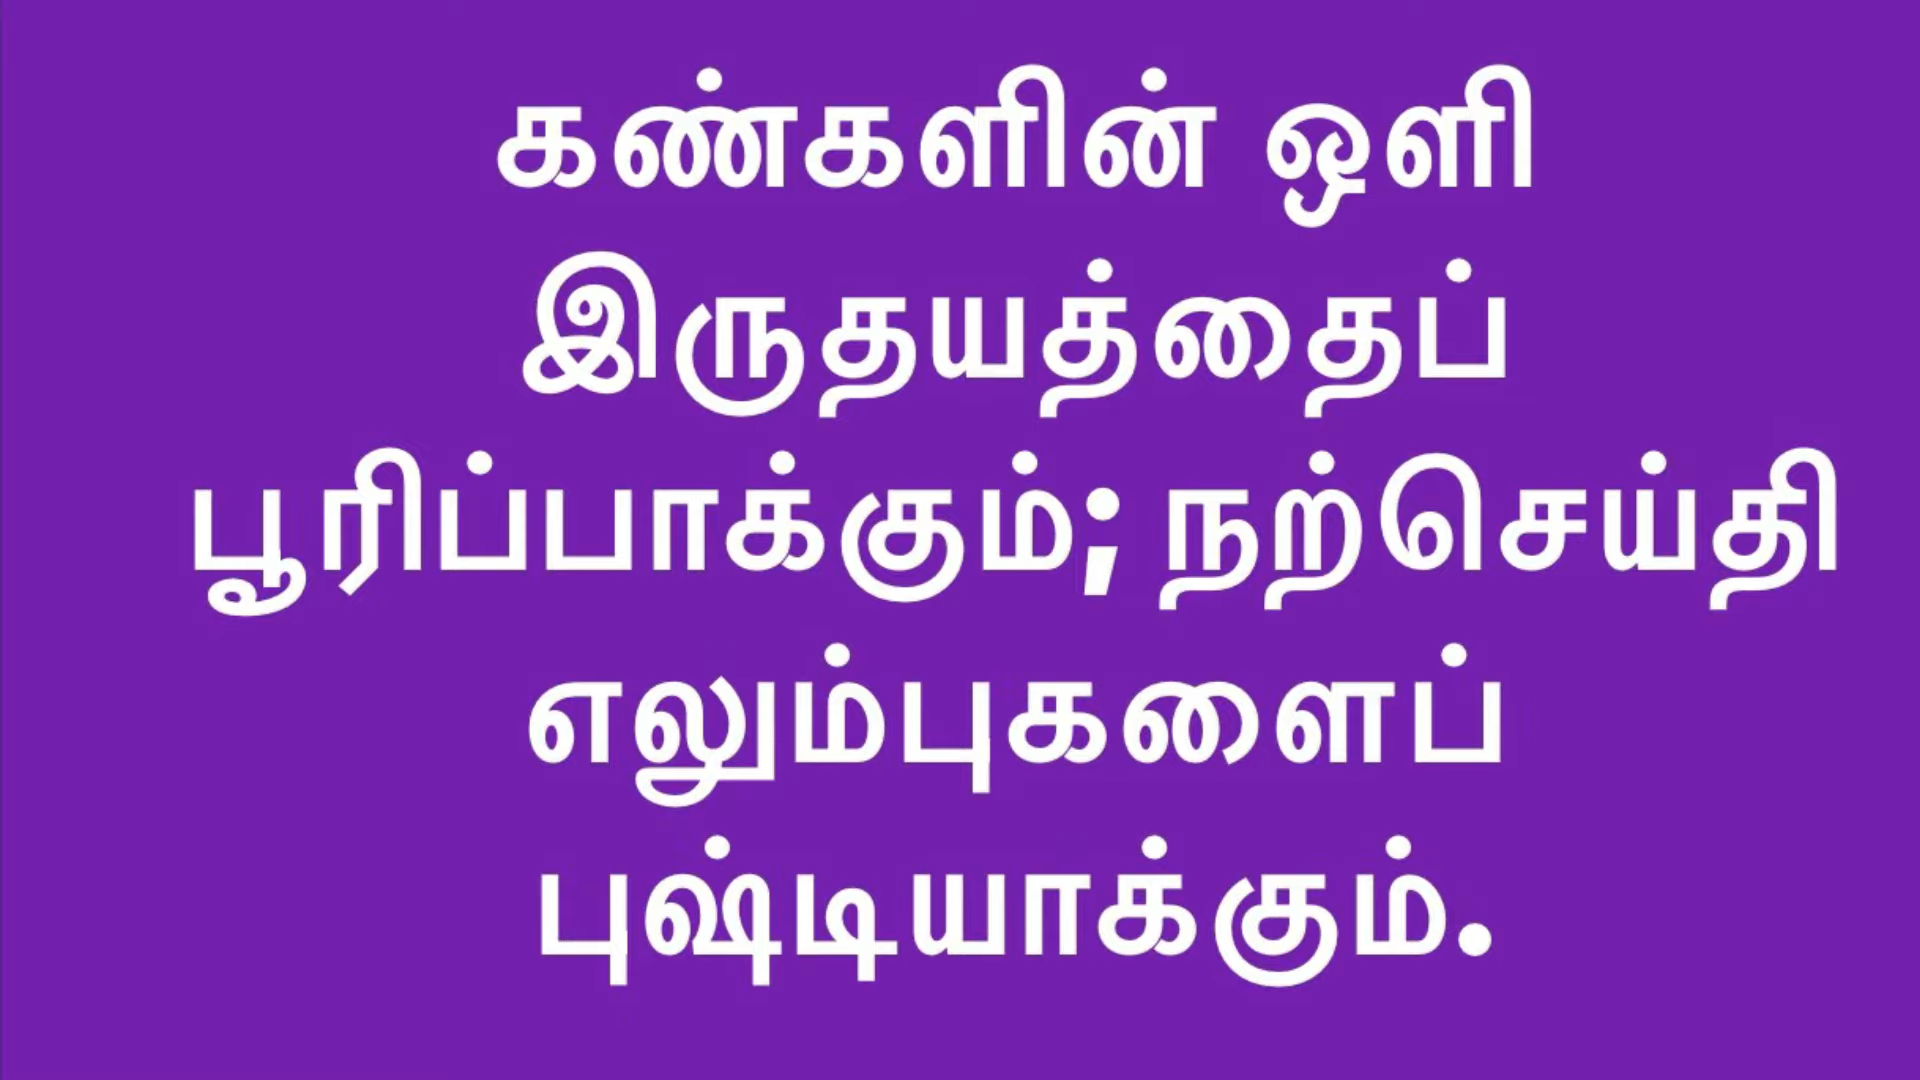 கண்களின் ஒளி
இருதயத்தைப்
பூரிப்பாக்கும்; நற்செய்தி
எலும்புகளைப்
புஷ்டியாக்கும்.